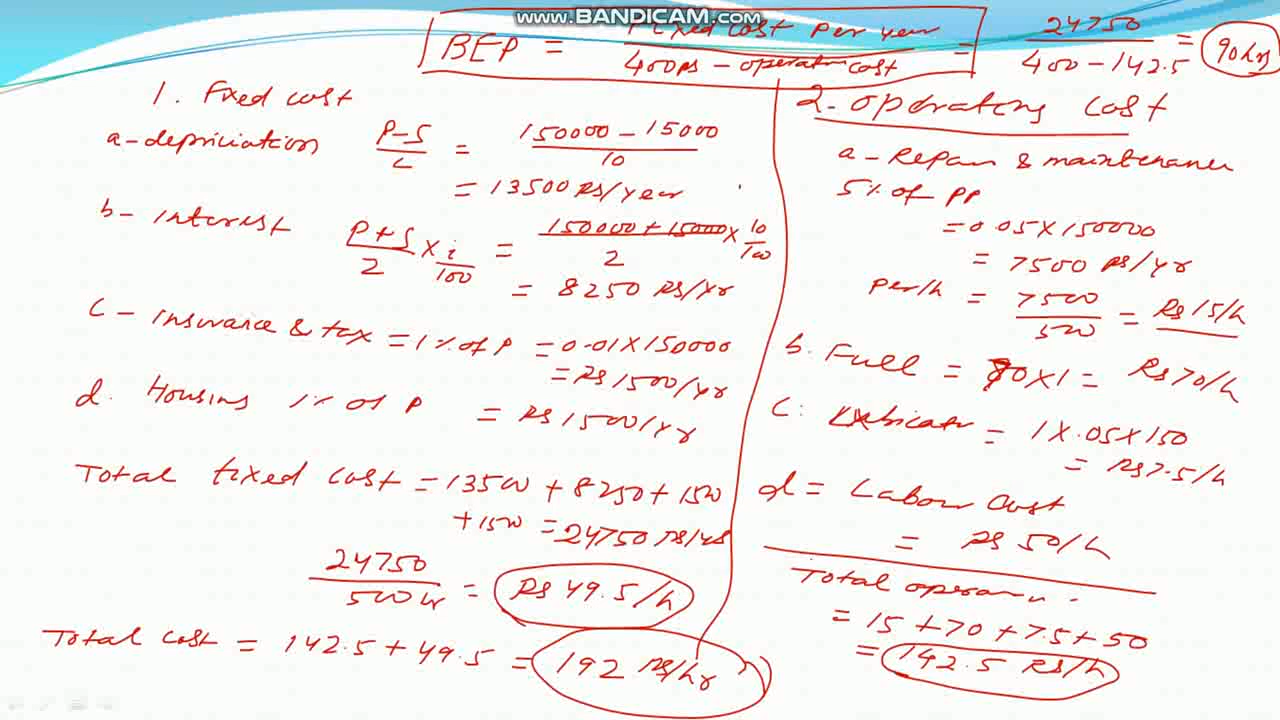 www.BANDICAM.com
BEP = Fixed cost per year / 400 Rs – operation cost = 24750 / 400 – 142.5 = 90 hrs
1. Fixed cost
a – depriciation P–S / L = 150000 – 15000 / 10
= 13500 Rs/year
b – interest P+S / 2 × i / 100 = 150000 + 15000 / 2 × 10 / 100
= 8250 Rs/yr
c – insurance & tax = 1% of P = 0.01 × 150000
= Rs 1500/yr
d. Housing 1% of P = Rs 1500/yr
Total fixed cost = 13500 + 8250 + 1500
+ 1500 = 24750 Rs/yr
24750 / 500 hr = Rs 49.5/h
Total cost = 142.5 + 49.5 = 192 Rs/hr
2. Operating cost
a – Repair & maintenance
5% of PP
= 0.05 × 150000
= 7500 Rs/yr
per/h = 7500 / 500 = Rs 15/h
b. Fuel = 70 × 1 = Rs 70/h
c. = 1 × .05 × 150
= Rs 7.5/h
d = Labour cost
= Rs 50/h
Total
= 15 + 70 + 7.5 + 50
= 142.5 Rs/h